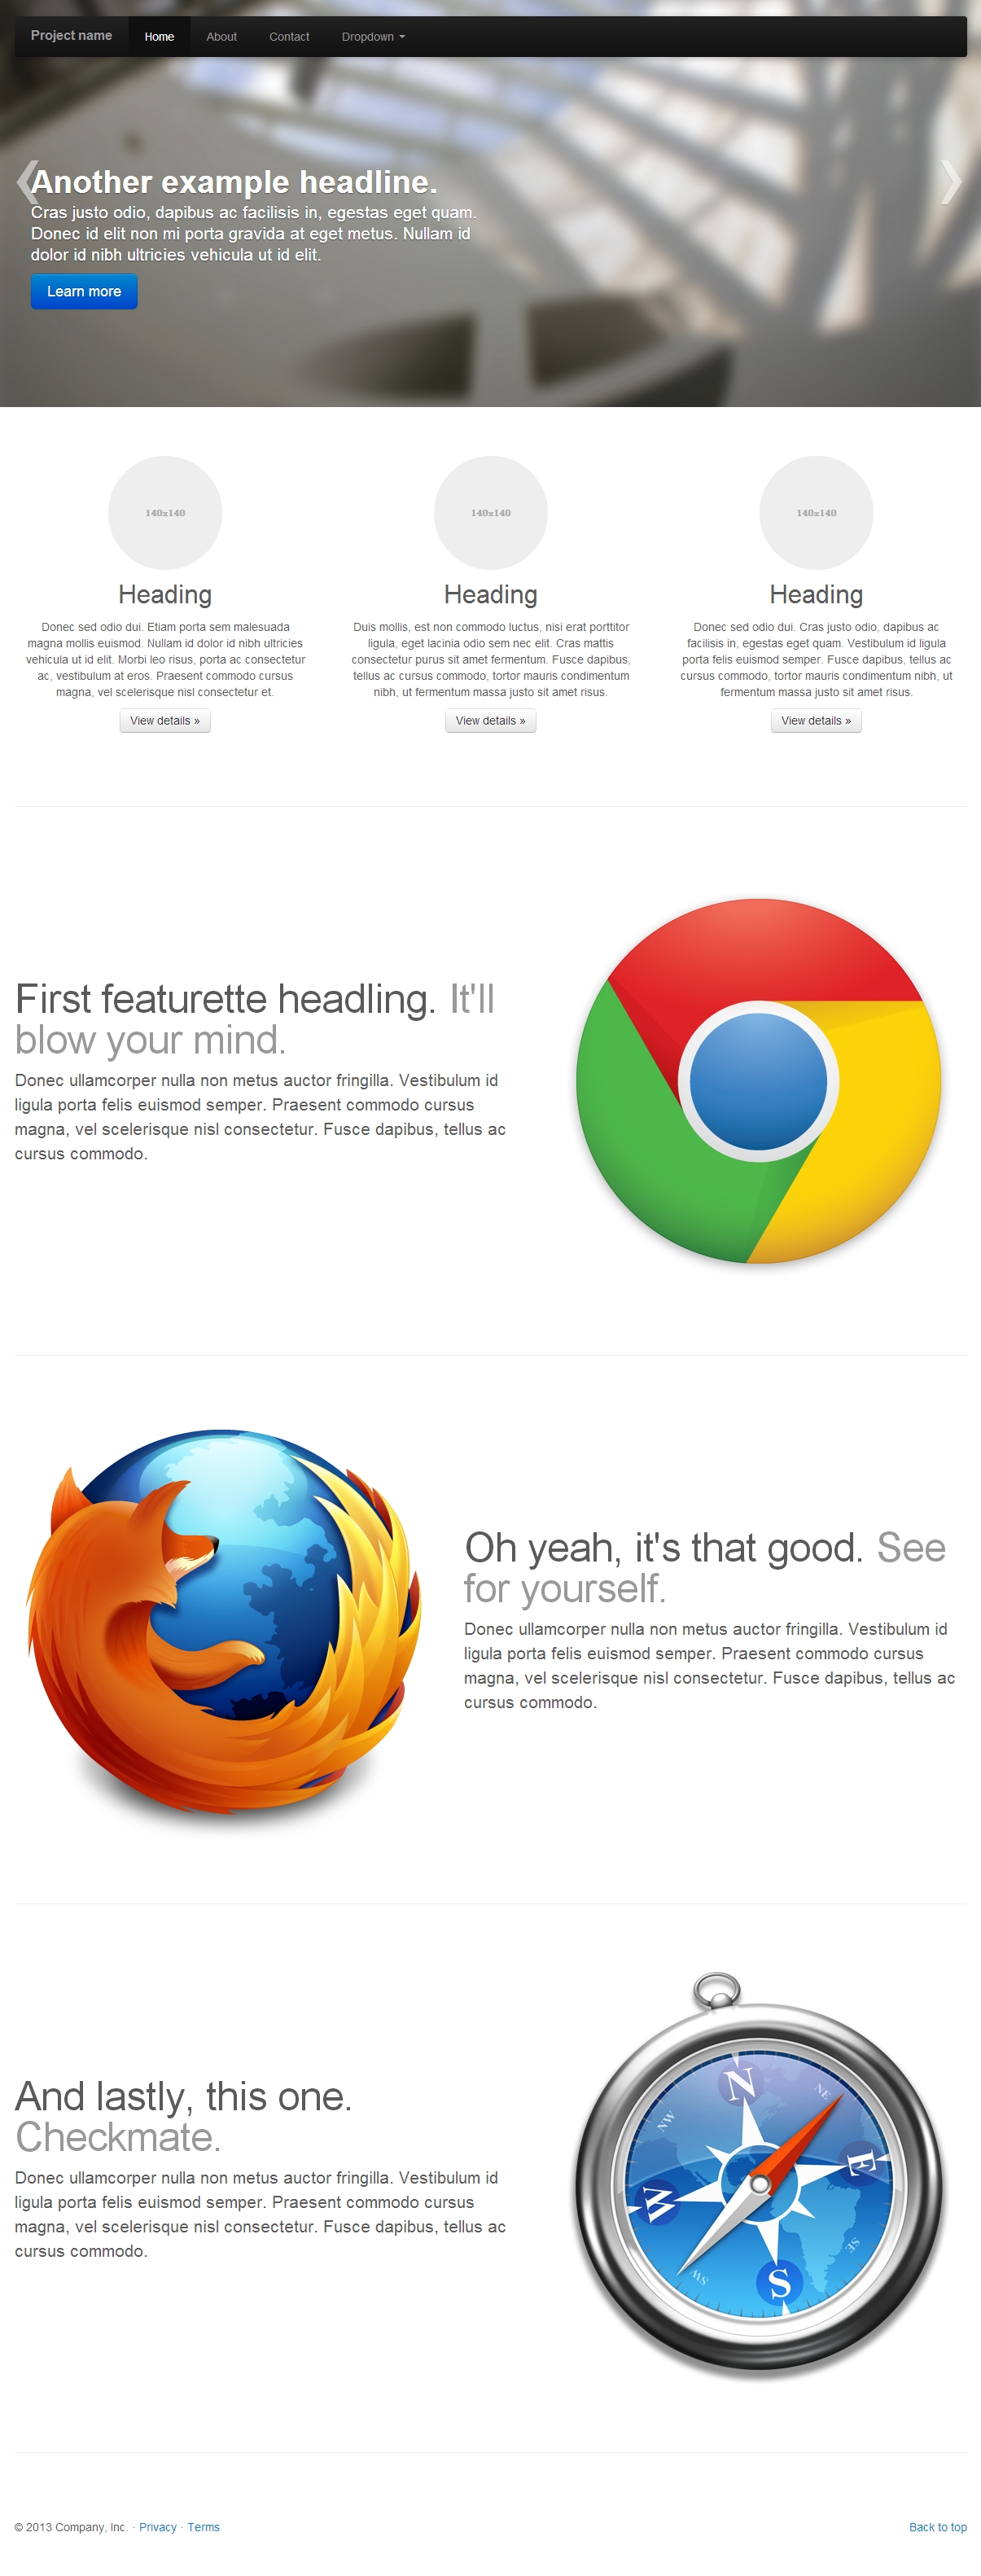 Project name Home About Contact Dropdown
Another example headline.
Cras justo odio, dapibus ac facilisis in, egestas eget quam.
Donec id elit non mi porta gravida at eget metus. Nullam id
dolor id nibh ultricies vehicula ut id elit.
Learn more
140x140
Heading
Donec sed odio dui. Etiam porta sem malesuada
magna mollis euismod. Nullam id dolor id nibh ultricies
vehicula ut id elit. Morbi leo risus, porta ac consectetur
ac, vestibulum at eros. Praesent commodo cursus
magna, vel scelerisque nisl consectetur et.
View details »
140x140
Heading
Duis mollis, est non commodo luctus, nisi erat porttitor
ligula, eget lacinia odio sem nec elit. Cras mattis
consectetur purus sit amet fermentum. Fusce dapibus,
tellus ac cursus commodo, tortor mauris condimentum
nibh, ut fermentum massa justo sit amet risus.
View details »
140x140
Heading
Donec sed odio dui. Cras justo odio, dapibus ac
facilisis in, egestas eget quam. Vestibulum id ligula
porta felis euismod semper. Fusce dapibus, tellus ac
cursus commodo, tortor mauris condimentum nibh, ut
fermentum massa justo sit amet risus.
View details »
First featurette headling. It'll
blow your mind.
Donec ullamcorper nulla non metus auctor fringilla. Vestibulum id
ligula porta felis euismod semper. Praesent commodo cursus
magna, vel scelerisque nisl consectetur. Fusce dapibus, tellus ac
cursus commodo.
Oh yeah, it's that good. See
for yourself.
Donec ullamcorper nulla non metus auctor fringilla. Vestibulum id
ligula porta felis euismod semper. Praesent commodo cursus
magna, vel scelerisque nisl consectetur. Fusce dapibus, tellus ac
cursus commodo.
And lastly, this one.
Checkmate.
Donec ullamcorper nulla non metus auctor fringilla. Vestibulum id
ligula porta felis euismod semper. Praesent commodo cursus
magna, vel scelerisque nisl consectetur. Fusce dapibus, tellus ac
cursus commodo.
N
NE
E
SE
S
SW
W
NW
© 2013 Company, Inc. · Privacy · Terms
Back to top